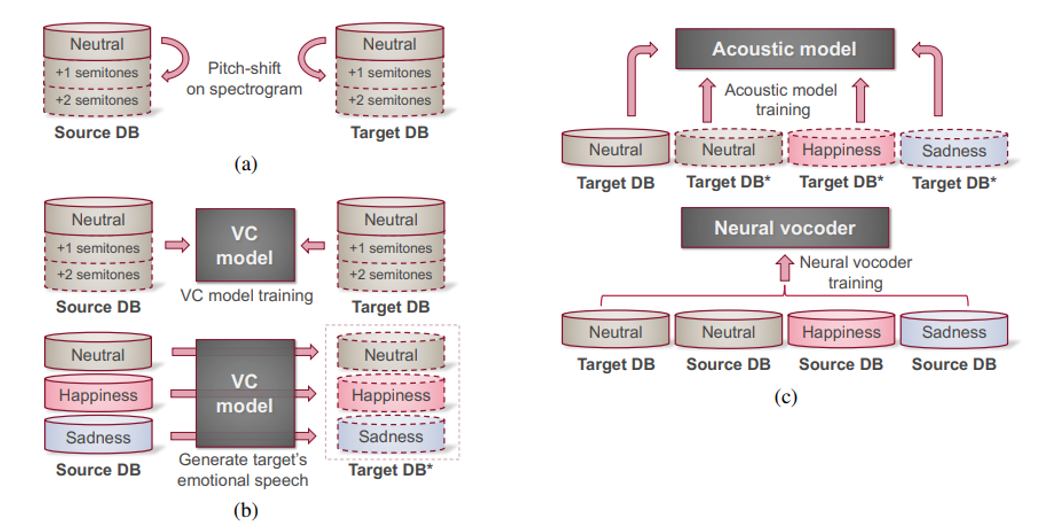 Neutral
+1 semitones
+2 semitones
Source DB
Pitch-shift
on spectrogram
Neutral
+1 semitones
+2 semitones
Target DB
(a)
Neutral
+1 semitones
+2 semitones
Source DB
VC
model
VC model training
Neutral
+1 semitones
+2 semitones
Target DB
Neutral
Happiness
Sadness
Source DB
VC
model
Generate target's
emotional speech
Neutral
Happiness
Sadness
Target DB*
(b)
Acoustic model
Acoustic model
training
Neutral
Neutral
Happiness
Sadness
Target DB
Target DB*
Target DB*
Target DB*
Neural vocoder
Neural vocoder
training
Neutral
Neutral
Happiness
Sadness
Target DB
Source DB
Source DB
Source DB
(c)